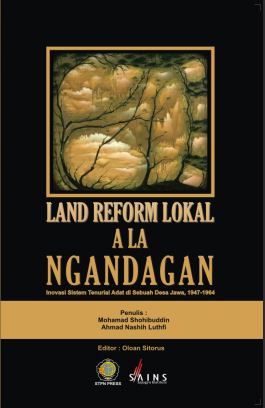 LAND REFORM LOKAL
A LA
NGANDAGAN
Inovasi Sistem Tenurial Adat di Sebuah Desa Jawa, 1947-1964
Penulis :
Mohamad Shohibuddin
Ahmad Nashih Luthfi
Editor : Oloan Sitorus
STPN PRESS
SAINS